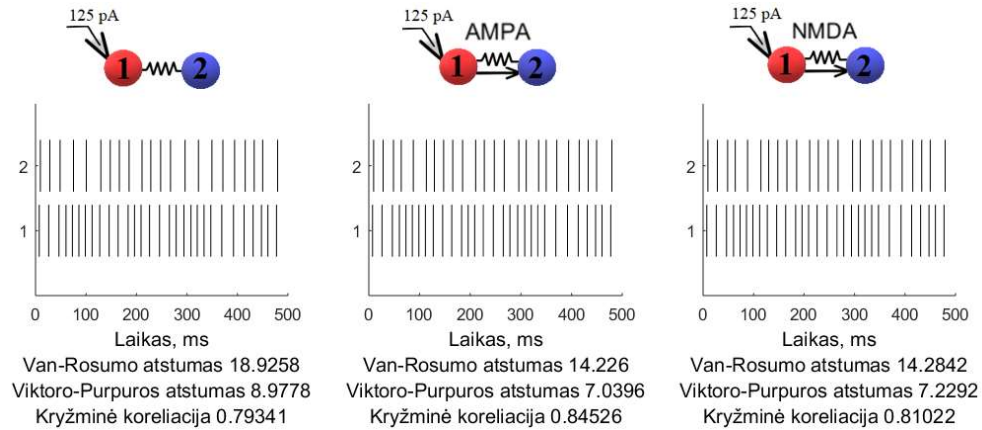 125 pA
1 2
2
1
0 100 200 300 400 500
Laikas, ms
Van-Rosumo atstumas 18.9258
Viktoro-Purpuros atstumas 8.9778
Kryžminė koreliacija 0.79341
125 pA
AMPA
1 2
2
1
0 100 200 300 400 500
Laikas, ms
Van-Rosumo atstumas 14.226
Viktoro-Purpuros atstumas 7.0396
Kryžminė koreliacija 0.84526
125 pA
NMDA
1 2
2
1
0 100 200 300 400 500
Laikas, ms
Van-Rosumo atstumas 14.2842
Viktoro-Purpuros atstumas 7.2292
Kryžminė koreliacija 0.81022